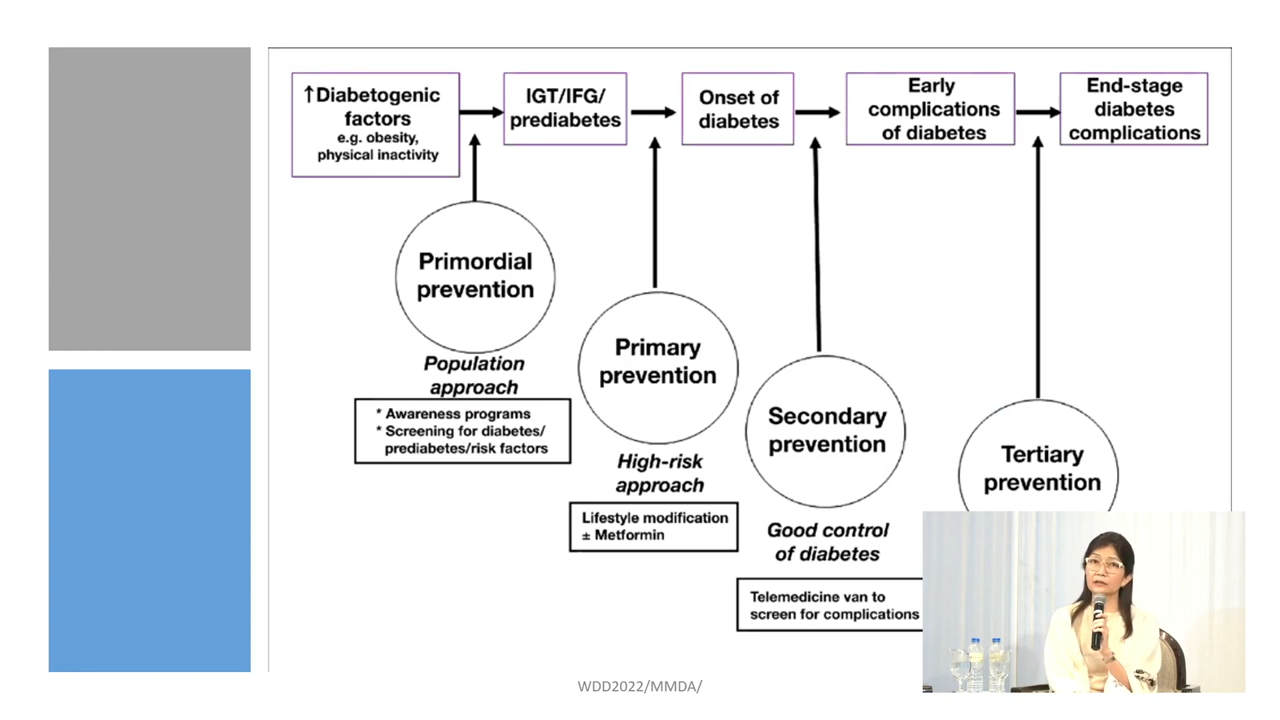 ↑Diabetogenic
factors
e.g. obesity,
physical inactivity
IGT/IFG/
prediabetes
Onset of
diabetes
Early
complications
of diabetes
End-stage
diabetes
complications
Primordial
prevention
Population
approach
* Awareness programs
* Screening for diabetes/
prediabetes/risk factors
Primary
prevention
High-risk
approach
Lifestyle modification
± Metformin
Secondary
prevention
Good control
of diabetes
Telemedicine van to
screen for complications
Tertiary
prevention
WDD2022/MMDA/